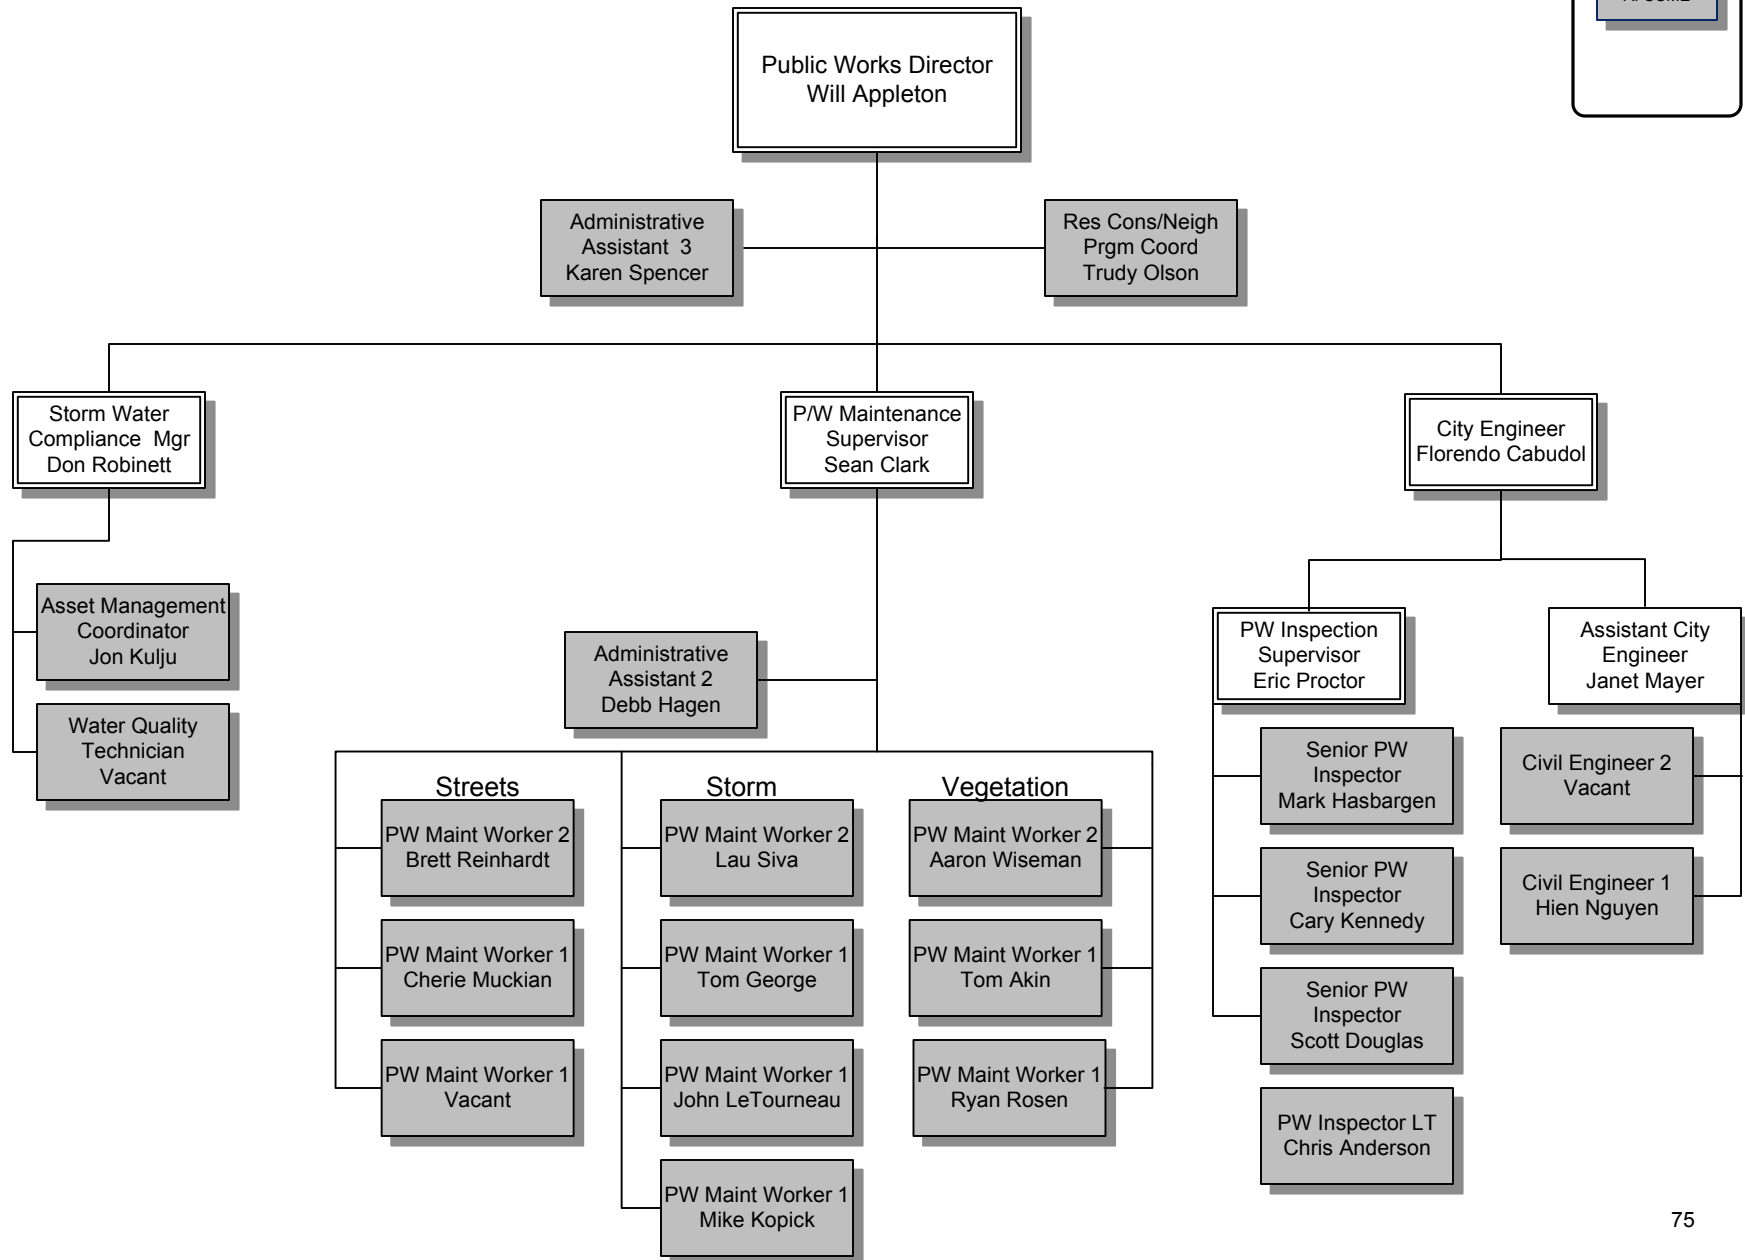 Public Works Director
Will Appleton
Administrative
Assistant 3
Karen Spencer
Res Cons/Neigh
Prgm Coord
Trudy Olson
Storm Water
Compliance Mgr
Don Robinett
P/W Maintenance
Supervisor
Sean Clark
City Engineer
Florendo Cabudol
Asset Management
Coordinator
Jon Kulju
Water Quality
Technician
Vacant
Administrative
Assistant 2
Debb Hagen
PW Inspection
Supervisor
Eric Proctor
Assistant City
Engineer
Janet Mayer
Streets
PW Maint Worker 2
Brett Reinhardt
PW Maint Worker 1
Cherie Muckian
PW Maint Worker 1
Vacant
Storm
PW Maint Worker 2
Lau Siva
PW Maint Worker 1
Tom George
PW Maint Worker 1
John LeTourneau
PW Maint Worker 1
Mike Kopick
Vegetation
PW Maint Worker 2
Aaron Wiseman
PW Maint Worker 1
Tom Akin
PW Maint Worker 1
Ryan Rosen
Senior PW
Inspector
Mark Hasbargen
Senior PW
Inspector
Cary Kennedy
Senior PW
Inspector
Scott Douglas
PW Inspector LT
Chris Anderson
Civil Engineer 2
Vacant
Civil Engineer 1
Hien Nguyen
75